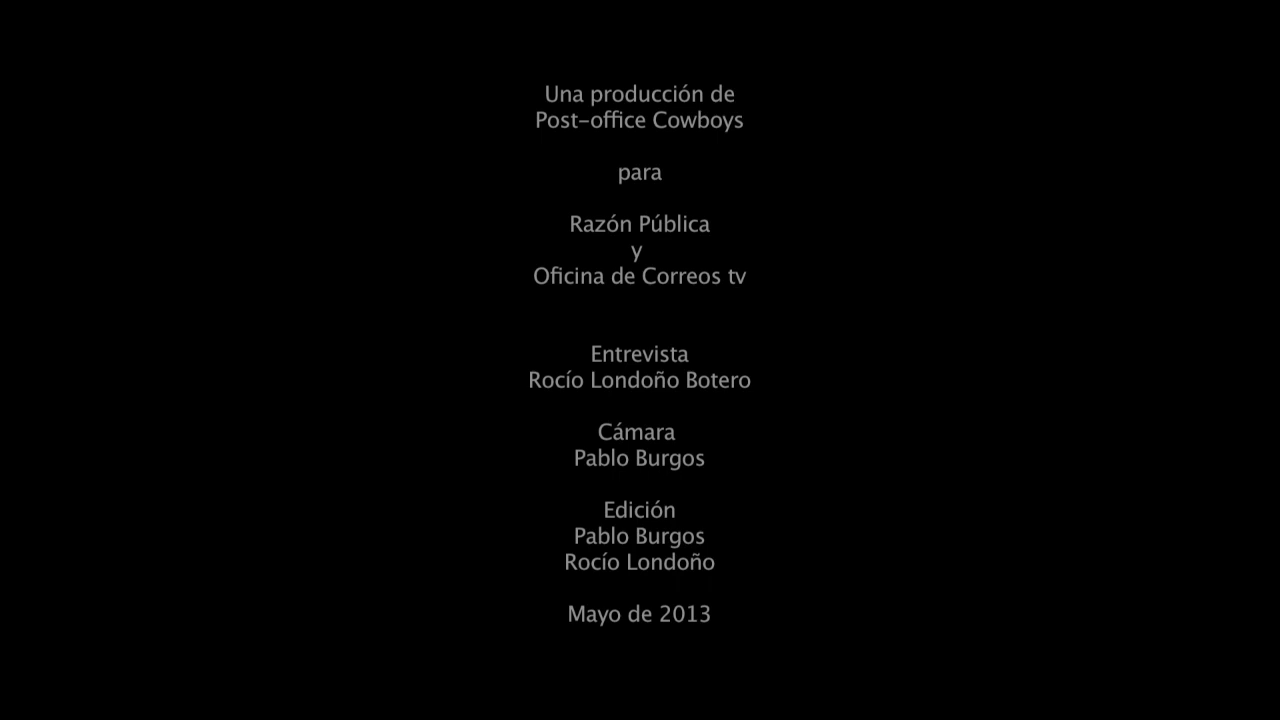 Una producción de
Post-office Cowboys
para
Razón Pública
y
Oficina de Correos tv
Entrevista
Rocío Londoño Botero
Cámara
Pablo Burgos
Edición
Pablo Burgos
Rocío Londoño
Mayo de 2013